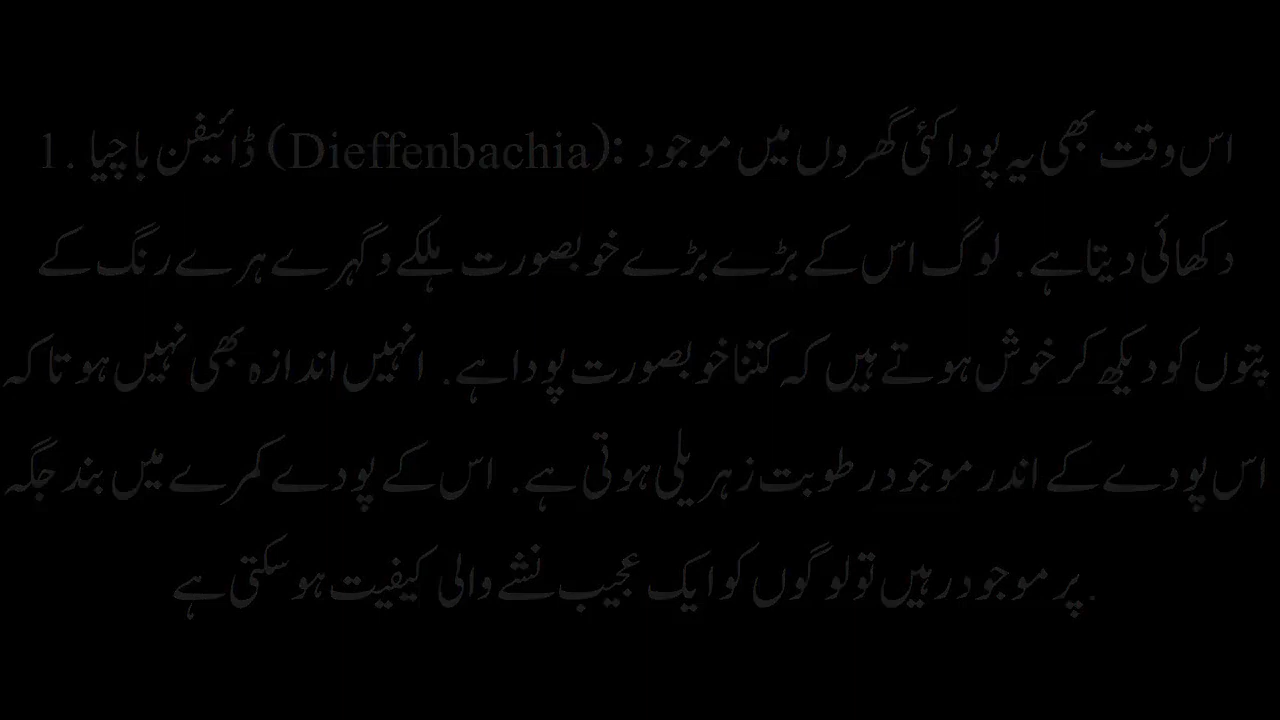 1. ڈائیفن باچیا (Dieffenbachia): اس وقت بھی یہ پودا کئی گھروں میں موجود
دکھائی دیتا ہے. لوگ اس کے بڑے بڑے خوبصورت ہلکے و گہرے ہرے رنگ کے
پتوں کو دیکھ کر خوش ہوتے ہیں کہ کتنا خوبصورت پودا ہے. انہیں اندازہ بھی نہیں ہوتا کہ
اس پودے کے اندر موجود رطوبت زہریلی ہوتی ہے. اس کے پودے کمرے میں بند جگہ
پر موجود رہیں تو لوگوں کو ایک عجیب نشے والی کیفیت ہو سکتی ہے.